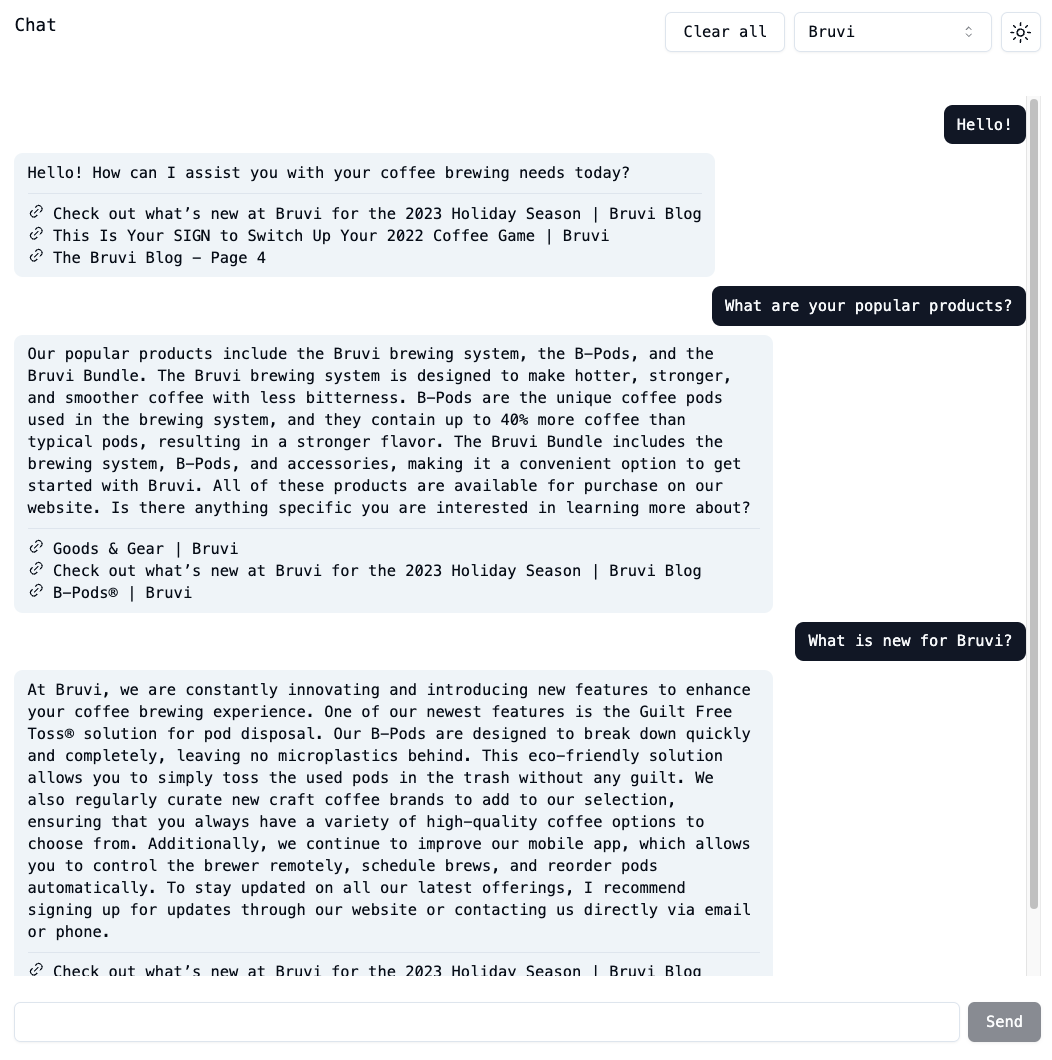 Chat
Clear all
Bruvi
Hello!
Hello! How can I assist you with your coffee brewing needs today?
Check out what's new at Bruvi for the 2023 Holiday Season | Bruvi Blog
This Is Your SIGN to Switch Up Your 2022 Coffee Game | Bruvi
The Bruvi Blog – Page 4
What are your popular products?
Our popular products include the Bruvi brewing system, the B-Pods, and the
Bruvi Bundle. The Bruvi brewing system is designed to make hotter, stronger,
and smoother coffee with less bitterness. B-Pods are the unique coffee pods
used in the brewing system, and they contain up to 40% more coffee than
typical pods, resulting in a stronger flavor. The Bruvi Bundle includes the
brewing system, B-Pods, and accessories, making it a convenient option to get
started with Bruvi. All of these products are available for purchase on our
website. Is there anything specific you are interested in learning more about?
Goods & Gear | Bruvi
Check out what's new at Bruvi for the 2023 Holiday Season | Bruvi Blog
B-Pods® | Bruvi
What is new for Bruvi?
At Bruvi, we are constantly innovating and introducing new features to enhance
your coffee brewing experience. One of our newest features is the Guilt Free
Toss® solution for pod disposal. Our B-Pods are designed to break down quickly
and completely, leaving no microplastics behind. This eco-friendly solution
allows you to simply toss the used pods in the trash without any guilt. We
also regularly curate new craft coffee brands to add to our selection,
ensuring that you always have a variety of high-quality coffee options to
choose from. Additionally, we continue to improve our mobile app, which allows
you to control the brewer remotely, schedule brews, and reorder pods
automatically. To stay updated on all our latest offerings, I recommend
signing up for updates through our website or contacting us directly via email
or phone.
Check out what's new at Bruvi for the 2023 Holiday Season | Bruvi Blog
Send